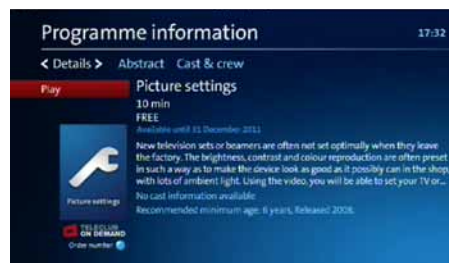 Programme information
17:32
< Details > Abstract Cast & crew
Play
Picture settings
10 min
FREE
Available until 31 December 2011
New television sets or beamers are often not set optimally when they leave
the factory. The brightness, contrast and colour reproduction are often preset
in such a way as to make the device look as good as it possibly can in the shop,
with lots of ambient light. Using the video, you will be able to set your TV or...
No cast information available
Recommended minimum age: 6 years, Released 2008.
Picture settings
TELECLUB
ON DEMAND
Order number